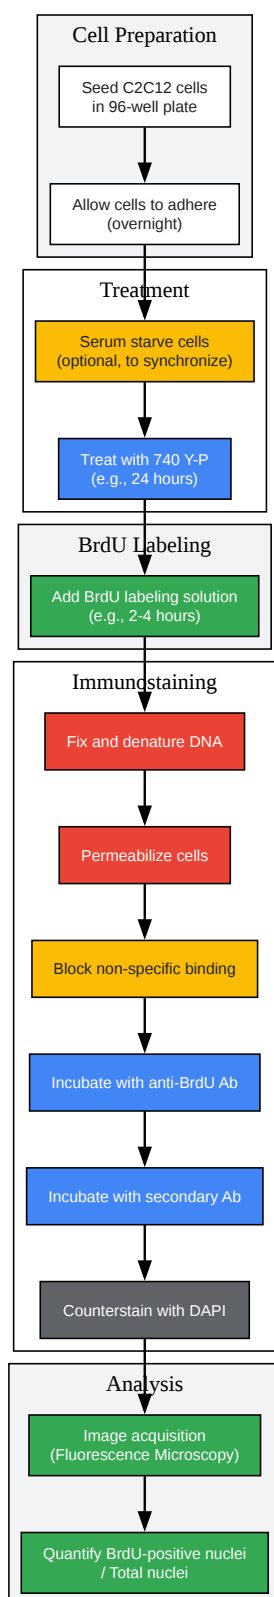 Cell Preparation
Seed C2C12 cells
in 96-well plate
Allow cells to adhere
(overnight)
Treatment
Serum starve cells
(optional, to synchronize)
Treat with 740 Y-P
(e.g., 24 hours)
BrdU Labeling
Add BrdU labeling solution
(e.g., 2-4 hours)
Immunostaining
Fix and denature DNA
Permeabilize cells
Block non-specific binding
Incubate with anti-BrdU Ab
Incubate with secondary Ab
Counterstain with DAPI
Analysis
Image acquisition
(Fluorescence Microscopy)
Quantify BrdU-positive nuclei
/ Total nuclei